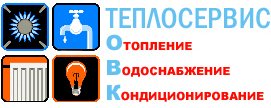 ТЕПЛОСЕРВИС
ОТОПЛЕНИЕ
ВОДОСНАБЖЕНИЕ
КОНДИЦИОНИРОВАНИЕ